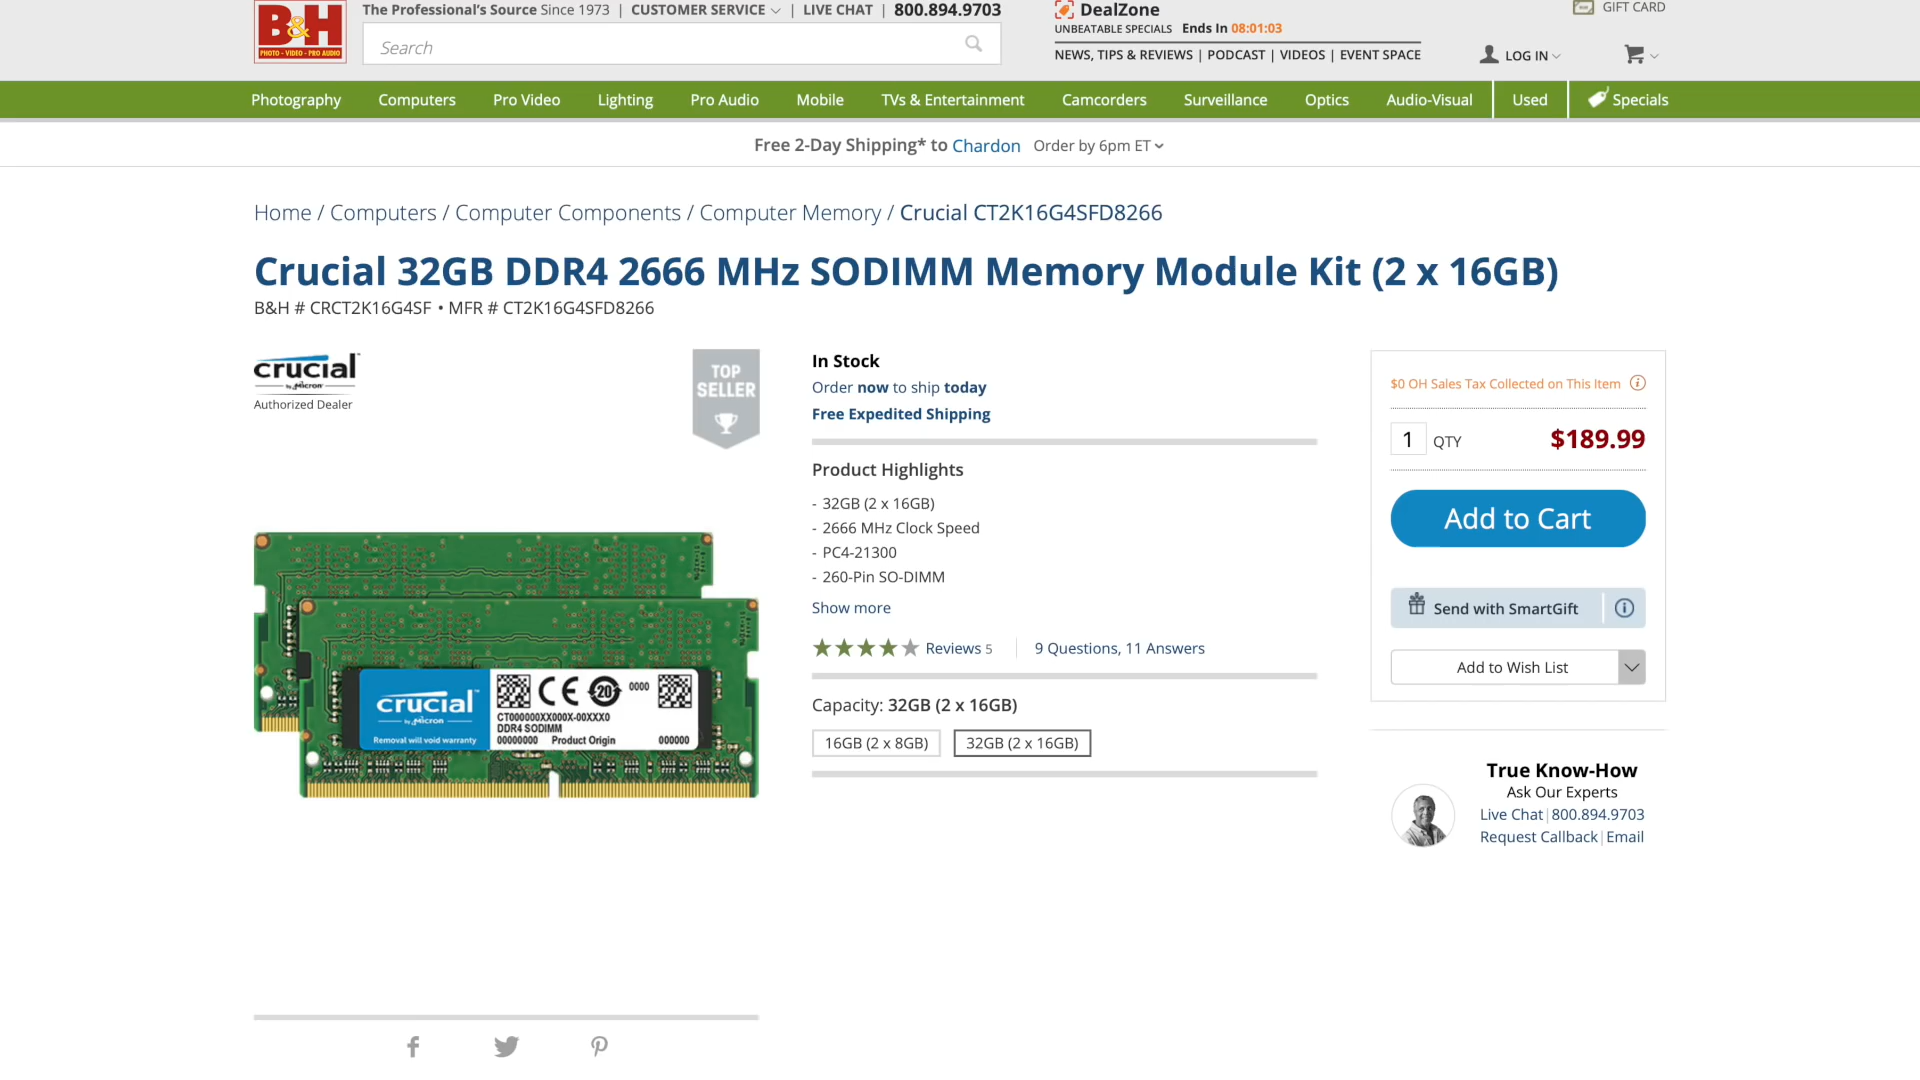 B&H
PHOTO - VIDEO - PRO AUDIO
The Professional's Source Since 1973 | CUSTOMER SERVICE | LIVE CHAT | 800.894.9703
Search
DealZone
UNBEATABLE SPECIALS Ends In 08:01:03
NEWS, TIPS & REVIEWS | PODCAST | VIDEOS | EVENT SPACE
GIFT CARD
LOG IN
Photography Computers Pro Video Lighting Pro Audio Mobile TVs & Entertainment Camcorders Surveillance Optics Audio-Visual Used Specials
Free 2-Day Shipping* to Chardon Order by 6pm ET
Home / Computers / Computer Components / Computer Memory / Crucial CT2K16G4SFD8266
Crucial 32GB DDR4 2666 MHz SODIMM Memory Module Kit (2 x 16GB)
B&H # CRCT2K16G4SF • MFR # CT2K16G4SFD8266
crucial
by Micron
Authorized Dealer
TOP
SELLER
crucial™
by Micron
Removal will void warranty
CE 20 0000
CT000000XX000X-00XXX0
DDR4 SODIMM
00000000 Product Origin 000000
In Stock
Order now to ship today
Free Expedited Shipping
Product Highlights
- 32GB (2 x 16GB)
- 2666 MHz Clock Speed
- PC4-21300
- 260-Pin SO-DIMM
Show more
Reviews 5 9 Questions, 11 Answers
Capacity: 32GB (2 x 16GB)
16GB (2 x 8GB) 32GB (2 x 16GB)
$0 OH Sales Tax Collected on This Item
1 QTY $189.99
Add to Cart
Send with SmartGift
Add to Wish List
True Know-How
Ask Our Experts
Live Chat | 800.894.9703
Request Callback | Email